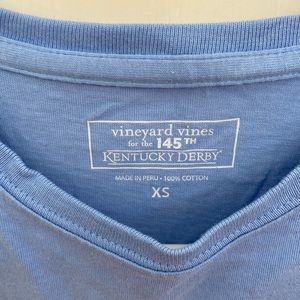 vineyard vines
for the 145TH
KENTUCKY DERBY®
MADE IN PERU • 100% COTTON
XS